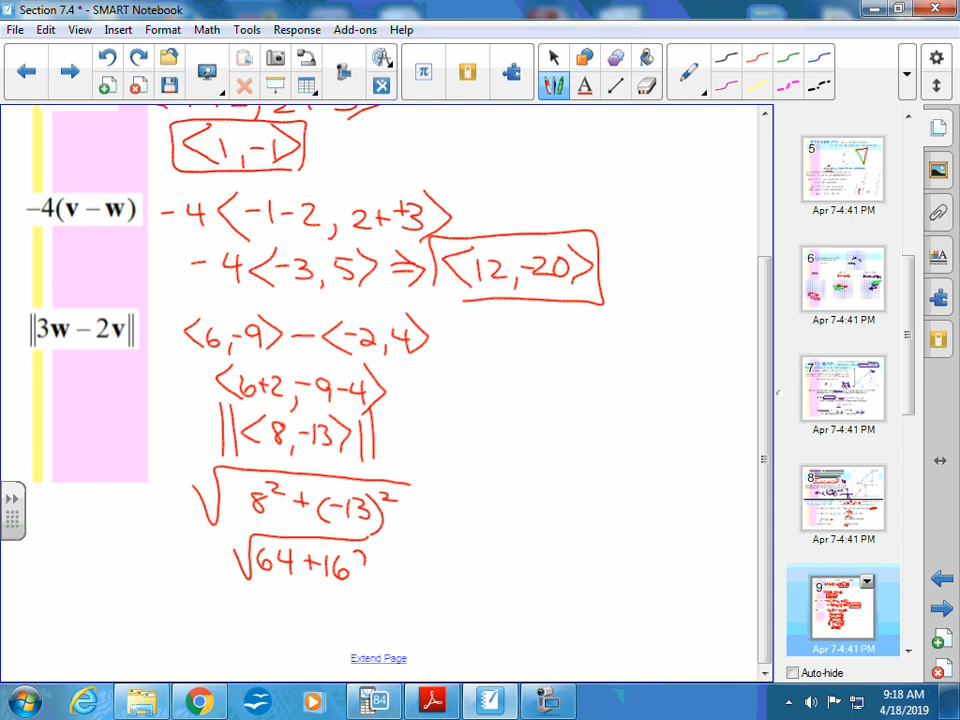 Section 7.4 * - SMART Notebook
File Edit View Insert Format Math Tools Response Add-ons Help
<1,-1>
-4(v – w) -4<-1-2, 2++3>
-4<-3,5> ⇒ <12,-20>
||3w – 2v|| <6,-9> - <-2,4>
<6+2, -9-4>
||<8,-13>||
√8²+(-13)²
√64+16
Extend Page
5
Apr 7-4:41 PM
6
Apr 7-4:41 PM
7
Apr 7-4:41 PM
8
Apr 7-4:41 PM
9
Apr 7-4:41 PM
Auto-hide
84
9:18 AM
4/18/2019